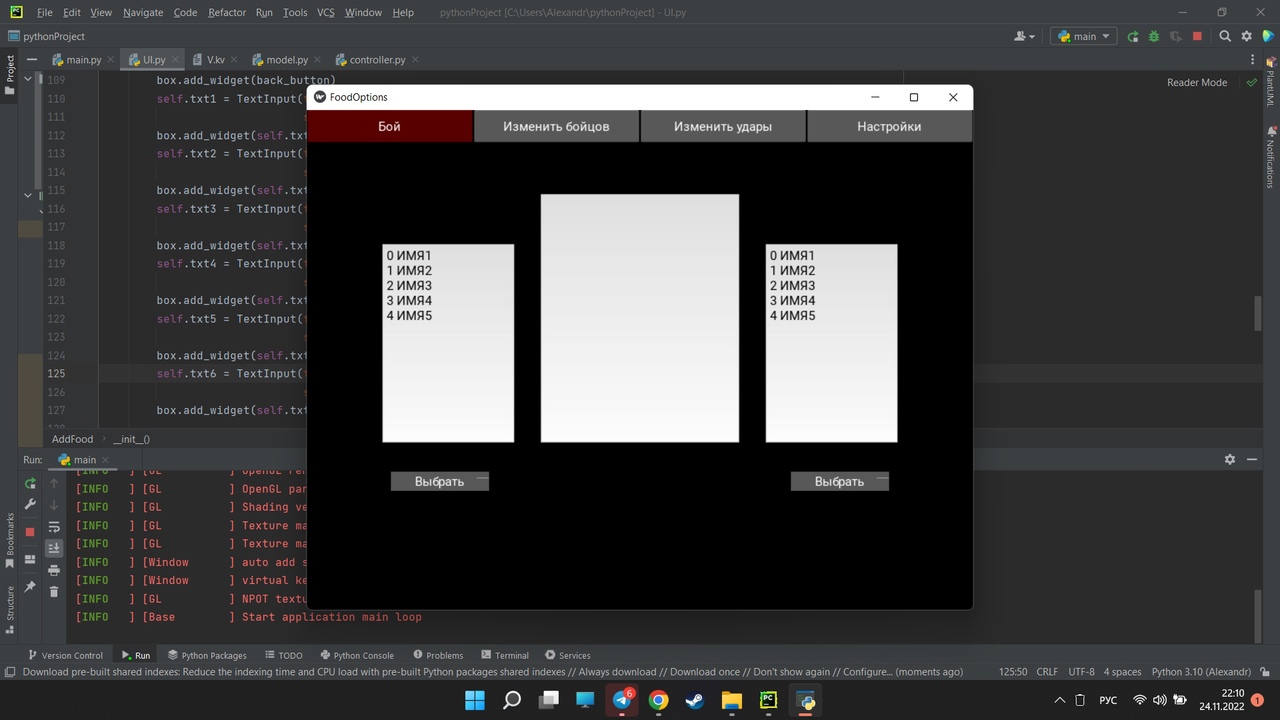 File Edit View Navigate Code Refactor Run Tools VCS Window Help pythonProject [C:\Users\Alexandr\pythonProject] - UI.py
pythonProject
main
main.py UI.py V.kv model.py controller.py
Project
Reader Mode
PlantUML
Notifications
109 box.add_widget(back_button)
110 self.txt1 = TextInput(
111
112 box.add_widget(self.tx
113 self.txt2 = TextInput(
114
115 box.add_widget(self.tx
116 self.txt3 = TextInput(
117
118 box.add_widget(self.tx
119 self.txt4 = TextInput(
120
121 box.add_widget(self.tx
122 self.txt5 = TextInput(
123
124 box.add_widget(self.tx
125 self.txt6 = TextInput(
126
127 box.add_widget(self.tx
AddFood › __init__()
FoodOptions
Бой Изменить бойцов Изменить удары Настройки
0 ИМЯ1
1 ИМЯ2
2 ИМЯ3
3 ИМЯ4
4 ИМЯ5
0 ИМЯ1
1 ИМЯ2
2 ИМЯ3
3 ИМЯ4
4 ИМЯ5
Выбрать Выбрать
Run: main
[INFO ] [GL ] OpenGL
[INFO ] [GL ] OpenGL par
[INFO ] [GL ] Shading ve
[INFO ] [GL ] Texture ma
[INFO ] [GL ] Texture ma
[INFO ] [Window ] auto add s
[INFO ] [Window ] virtual ke
[INFO ] [GL ] NPOT textu
[INFO ] [Base ] Start application main loop
Bookmarks
Structure
Version Control Run Python Packages TODO Python Console Problems Terminal Services
Download pre-built shared indexes: Reduce the indexing time and CPU load with pre-built Python packages shared indexes // Always download // Download once // Don't show again // Configure... (moments ago) 125:50 CRLF UTF-8 4 spaces Python 3.10 (Alexandr)
6
РУС
22:10
24.11.2022
1